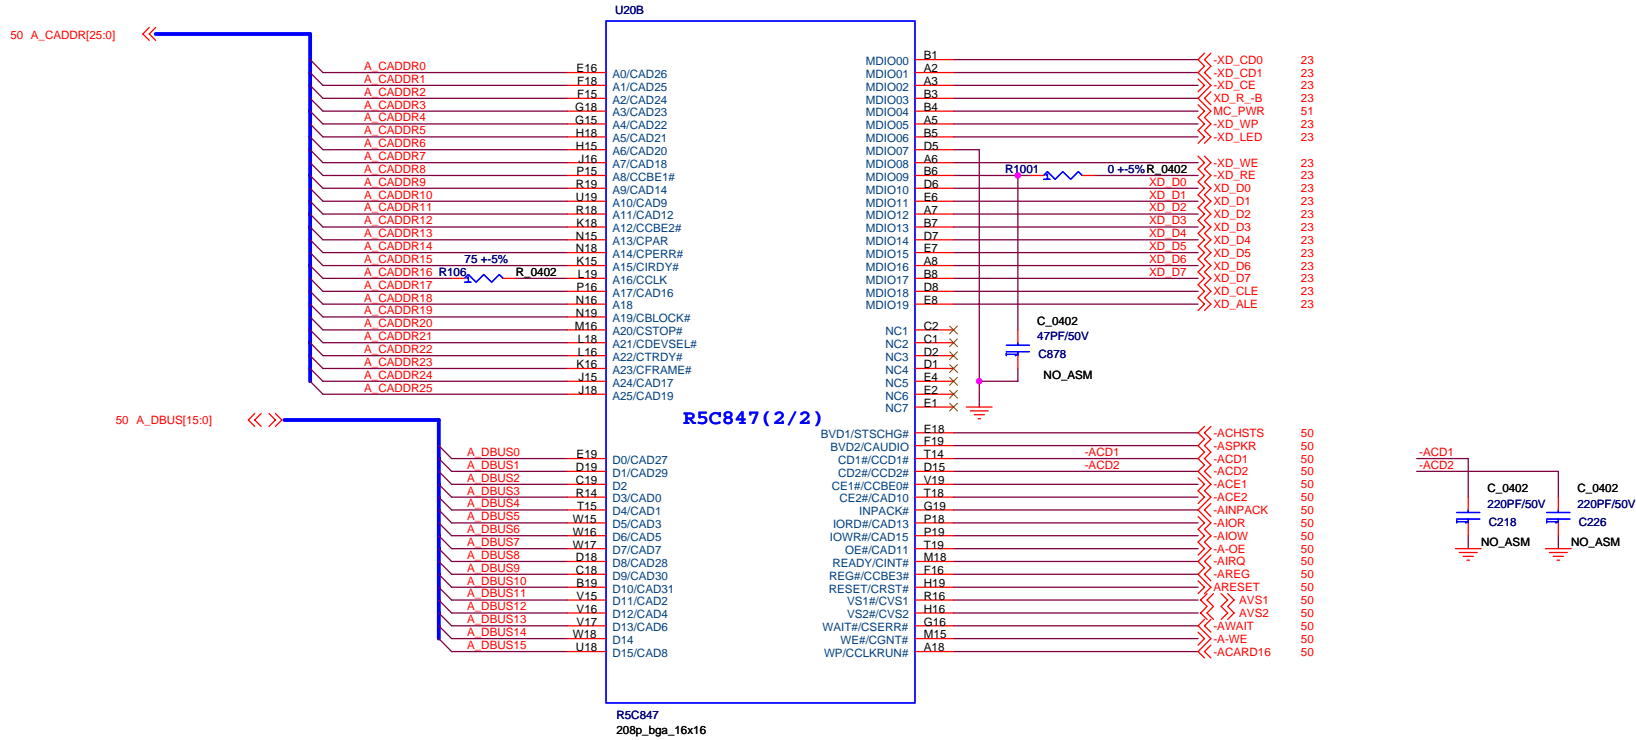 U20B
50 A_CADDR[25:0]
A_CADDR0 E16 A0/CAD26
A_CADDR1 F18 A1/CAD25
A_CADDR2 F15 A2/CAD24
A_CADDR3 G18 A3/CAD23
A_CADDR4 G15 A4/CAD22
A_CADDR5 H18 A5/CAD21
A_CADDR6 H15 A6/CAD20
A_CADDR7 J16 A7/CAD18
A_CADDR8 P15 A8/CCBE1#
A_CADDR9 R19 A9/CAD14
A_CADDR10 U19 A10/CAD9
A_CADDR11 R18 A11/CAD12
A_CADDR12 K18 A12/CCBE2#
A_CADDR13 N15 A13/CPAR
A_CADDR14 N18 A14/CPERR#
A_CADDR15 75 +-5% K15 A15/CIRDY#
A_CADDR16 R106 1 R_0402 L19 A16/CCLK
A_CADDR17 P16 A17/CAD16
A_CADDR18 N16 A18
A_CADDR19 N19 A19/CBLOCK#
A_CADDR20 M16 A20/CSTOP#
A_CADDR21 L18 A21/CDEVSEL#
A_CADDR22 L16 A22/CTRDY#
A_CADDR23 K16 A23/CFRAME#
A_CADDR24 J15 A24/CAD17
A_CADDR25 J18 A25/CAD19
50 A_DBUS[15:0]
A_DBUS0 E19 D0/CAD27
A_DBUS1 D19 D1/CAD29
A_DBUS2 C19 D2
A_DBUS3 R14 D3/CAD0
A_DBUS4 T15 D4/CAD1
A_DBUS5 W15 D5/CAD3
A_DBUS6 W16 D6/CAD5
A_DBUS7 W17 D7/CAD7
A_DBUS8 D18 D8/CAD28
A_DBUS9 C18 D9/CAD30
A_DBUS10 B19 D10/CAD31
A_DBUS11 V15 D11/CAD2
A_DBUS12 V16 D12/CAD4
A_DBUS13 V17 D13/CAD6
A_DBUS14 W18 D14
A_DBUS15 U18 D15/CAD8
R5C847(2/2)
MDIO00 B1 -XD_CD0 23
MDIO01 A2 -XD_CD1 23
MDIO02 A3 -XD_CE 23
MDIO03 B3 XD_R_-B 23
MDIO04 B4 MC_PWR 51
MDIO05 A5 -XD_WP 23
MDIO06 B5 -XD_LED 23
MDIO07 D5
MDIO08 A6 -XD_WE 23
MDIO09 B6 R1001 1 0 +-5% R_0402 -XD_RE 23
MDIO10 D6 XD_D0 XD_D0 23
MDIO11 E6 XD_D1 XD_D1 23
MDIO12 A7 XD_D2 XD_D2 23
MDIO13 B7 XD_D3 XD_D3 23
MDIO14 D7 XD_D4 XD_D4 23
MDIO15 E7 XD_D5 XD_D5 23
MDIO16 A8 XD_D6 XD_D6 23
MDIO17 B8 XD_D7 XD_D7 23
MDIO18 D8 XD_CLE 23
MDIO19 E8 XD_ALE 23
NC1 C2
NC2 C1
NC3 D2
NC4 D1
NC5 E4
NC6 E2
NC7 E1
C_0402
47PF/50V
C878
NO_ASM
BVD1/STSCHG# E18 -ACHSTS 50
BVD2/CAUDIO F19 -ASPKR 50
CD1#/CCD1# T14 -ACD1 -ACD1 50
CD2#/CCD2# D15 -ACD2 -ACD2 50
CE1#/CCBE0# V19 -ACE1 50
CE2#/CAD10 T18 -ACE2 50
INPACK# G19 -AINPACK 50
IORD#/CAD13 P18 -AIOR 50
IOWR#/CAD15 P19 -AIOW 50
OE#/CAD11 T19 -A-OE 50
READY/CINT# M18 -AIRQ 50
REG#/CCBE3# F16 -AREG 50
RESET/CRST# H19 ARESET 50
VS1#/CVS1 R16 AVS1 50
VS2#/CVS2 H16 AVS2 50
WAIT#/CSERR# G16 -AWAIT 50
WE#/CGNT# M15 -A-WE 50
WP/CCLKRUN# A18 -ACARD16 50
-ACD1
-ACD2
C_0402 C_0402
220PF/50V 220PF/50V
C218 C226
NO_ASM NO_ASM
R5C847
208p_bga_16x16